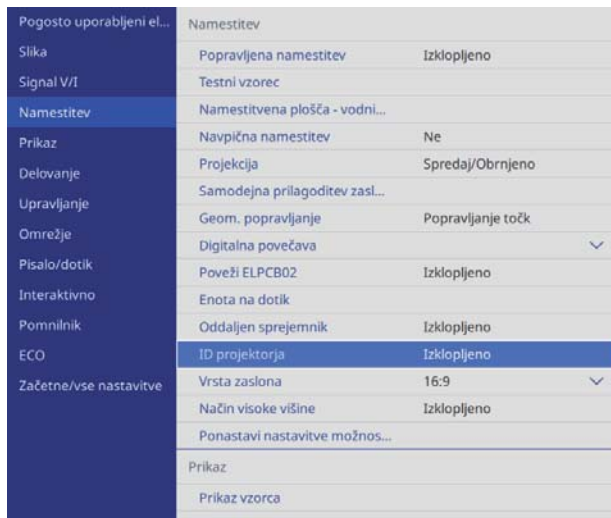 Pogosto uporabljeni el...
Slika
Signal V/I
Namestitev
Prikaz
Delovanje
Upravljanje
Omrežje
Pisalo/dotik
Interaktivno
Pomnilnik
ECO
Začetne/vse nastavitve
Namestitev
Popravljena namestitev Izklopljeno
Testni vzorec
Namestitvena plošča - vodni...
Navpična namestitev Ne
Projekcija Spredaj/Obrnjeno
Samodejna prilagoditev zasl...
Geom. popravljanje Popravljanje točk
Digitalna povečava
Poveži ELPCB02 Izklopljeno
Enota na dotik
Oddaljen sprejemnik Izklopljeno
ID projektorja Izklopljeno
Vrsta zaslona 16:9
Način visoke višine Izklopljeno
Ponastavi nastavitve možnos...
Prikaz
Prikaz vzorca